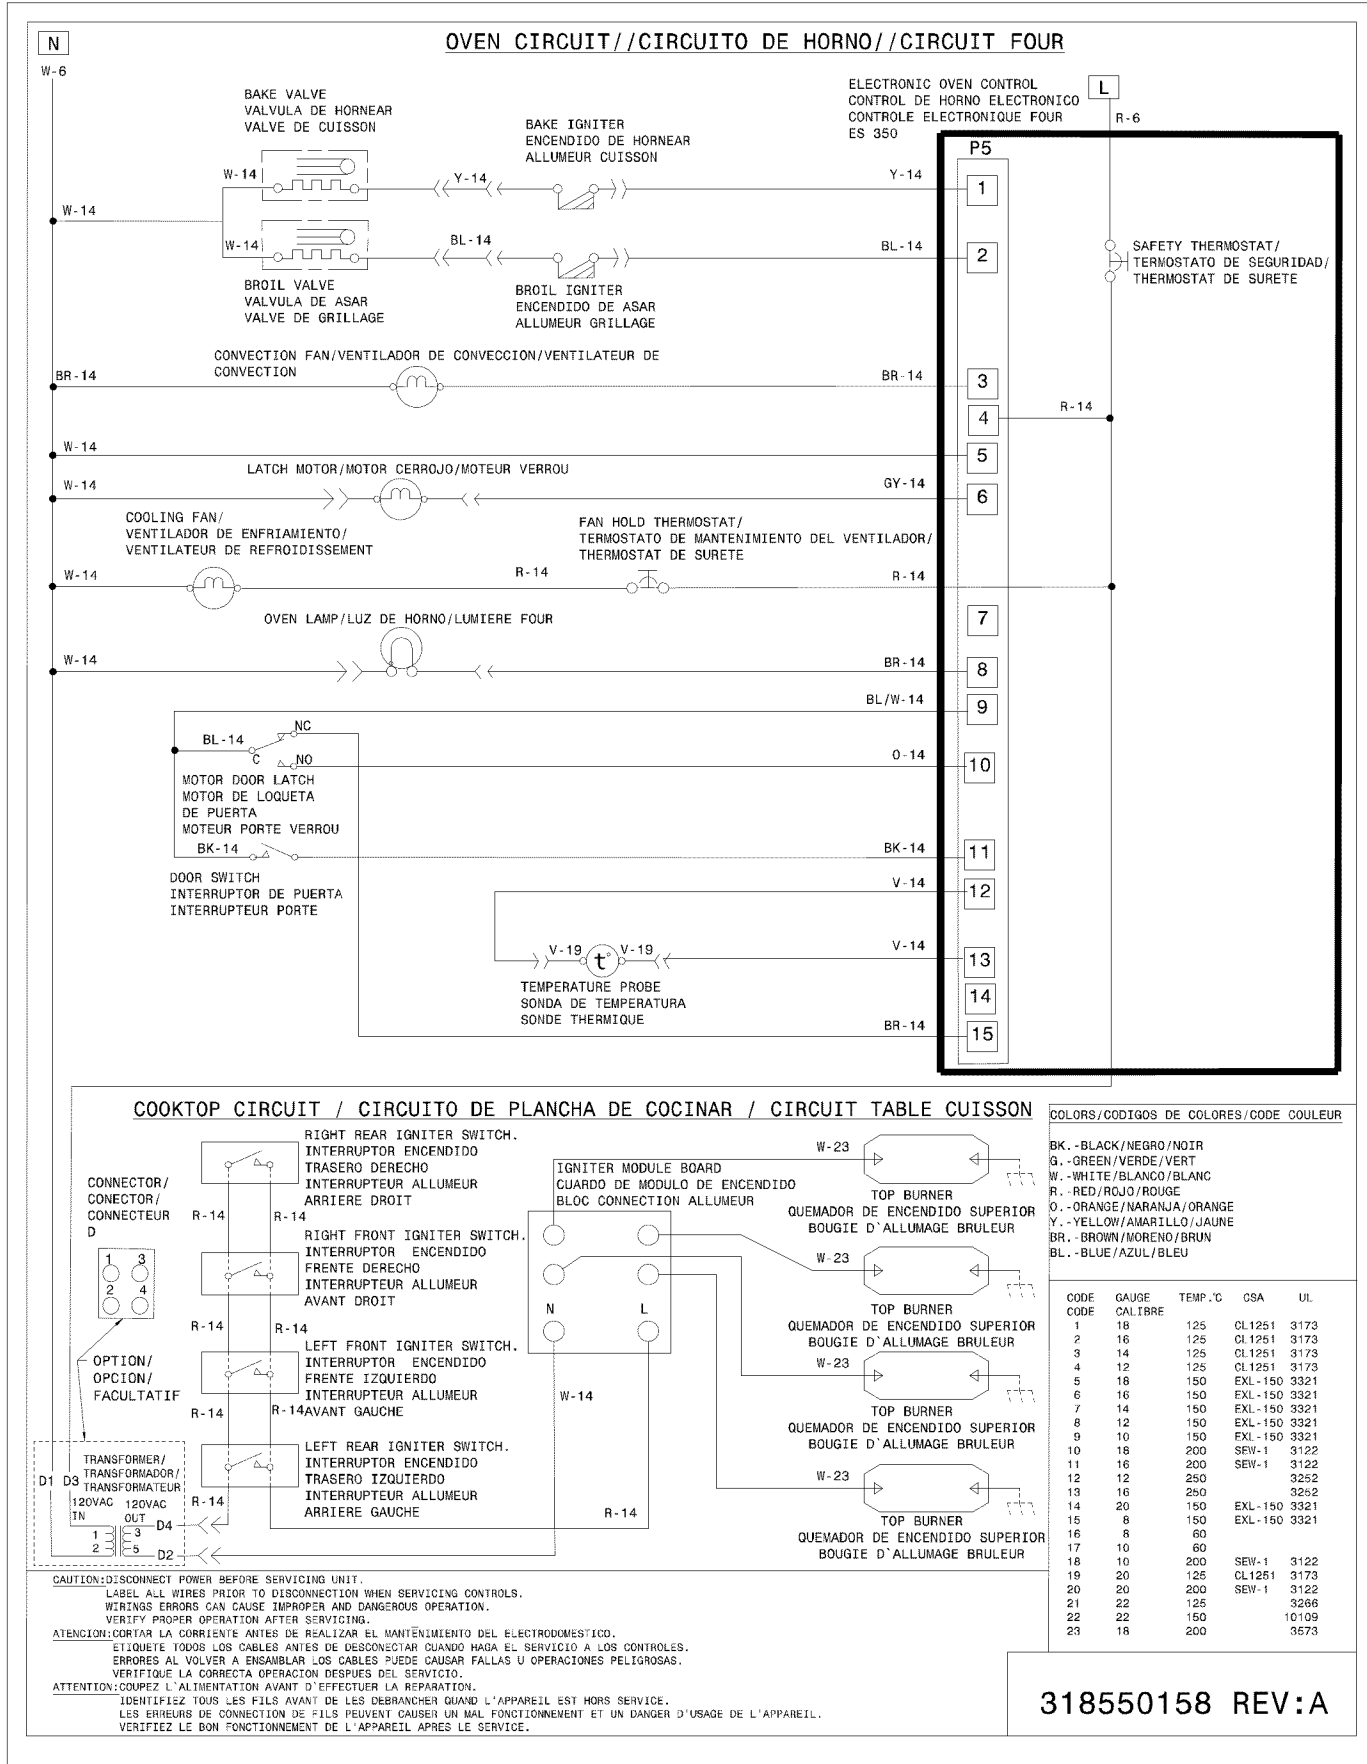 N
OVEN CIRCUIT//CIRCUITO DE HORNO//CIRCUIT FOUR
W-6
ELECTRONIC OVEN CONTROL
CONTROL DE HORNO ELECTRONICO
CONTROLE ELECTRONIQUE FOUR
ES 350
L
R-6
BAKE VALVE
VALVULA DE HORNEAR
VALVE DE CUISSON
BAKE IGNITER
ENCENDIDO DE HORNEAR
ALLUMEUR CUISSON
P5
W-14
Y-14
Y-14
1
W-14
W-14
BL-14
BL-14
2
SAFETY THERMOSTAT/
TERMOSTATO DE SEGURIDAD/
THERMOSTAT DE SURETE
BROIL VALVE
VALVULA DE ASAR
VALVE DE GRILLAGE
BROIL IGNITER
ENCENDIDO DE ASAR
ALLUMEUR GRILLAGE
CONVECTION FAN/VENTILADOR DE CONVECCION/VENTILATEUR DE
CONVECTION
BR-14
BR-14
3
4
R-14
W-14
5
LATCH MOTOR/MOTOR CERROJO/MOTEUR VERROU
W-14
GY-14
6
COOLING FAN/
VENTILADOR DE ENFRIAMIENTO/
VENTILATEUR DE REFROIDISSEMENT
FAN HOLD THERMOSTAT/
TERMOSTATO DE MANTENIMIENTO DEL VENTILADOR/
THERMOSTAT DE SURETE
W-14
R-14
R-14
7
OVEN LAMP/LUZ DE HORNO/LUMIERE FOUR
W-14
BR-14
8
BL/W-14
9
BL-14
NC
C
NO
O-14
10
MOTOR DOOR LATCH
MOTOR DE LOQUETA
DE PUERTA
MOTEUR PORTE VERROU
BK-14
BK-14
11
DOOR SWITCH
INTERRUPTOR DE PUERTA
INTERRUPTEUR PORTE
V-14
12
V-19
t°
V-19
V-14
13
TEMPERATURE PROBE
SONDA DE TEMPERATURA
SONDE THERMIQUE
14
BR-14
15
COOKTOP CIRCUIT / CIRCUITO DE PLANCHA DE COCINAR / CIRCUIT TABLE CUISSON
CONNECTOR/
CONECTOR/
CONNECTEUR
D
1 3
2 4
OPTION/
OPCION/
FACULTATIF
RIGHT REAR IGNITER SWITCH.
INTERRUPTOR ENCENDIDO
TRASERO DERECHO
INTERRUPTEUR ALLUMEUR
ARRIERE DROIT
R-14
R-14
RIGHT FRONT IGNITER SWITCH.
INTERRUPTOR ENCENDIDO
FRENTE DERECHO
INTERRUPTEUR ALLUMEUR
AVANT DROIT
R-14
R-14
LEFT FRONT IGNITER SWITCH.
INTERRUPTOR ENCENDIDO
FRENTE IZQUIERDO
INTERRUPTEUR ALLUMEUR
AVANT GAUCHE
R-14
R-14
LEFT REAR IGNITER SWITCH.
INTERRUPTOR ENCENDIDO
TRASERO IZQUIERDO
INTERRUPTEUR ALLUMEUR
ARRIERE GAUCHE
R-14
TRANSFORMER/
TRANSFORMADOR/
TRANSFORMATEUR
D1 D3
120VAC
IN
120VAC
OUT
1
2
3
5
D4
D2
IGNITER MODULE BOARD
CUARDO DE MODULO DE ENCENDIDO
BLOC CONNECTION ALLUMEUR
N
L
W-14
R-14
W-23
TOP BURNER
QUEMADOR DE ENCENDIDO SUPERIOR
BOUGIE D`ALLUMAGE BRULEUR
W-23
TOP BURNER
QUEMADOR DE ENCENDIDO SUPERIOR
BOUGIE D`ALLUMAGE BRULEUR
W-23
TOP BURNER
QUEMADOR DE ENCENDIDO SUPERIOR
BOUGIE D`ALLUMAGE BRULEUR
W-23
TOP BURNER
QUEMADOR DE ENCENDIDO SUPERIOR
BOUGIE D`ALLUMAGE BRULEUR
COLORS/CODIGOS DE COLORES/CODE COULEUR
BK.-BLACK/NEGRO/NOIR
G.-GREEN/VERDE/VERT
W.-WHITE/BLANCO/BLANC
R.-RED/ROJO/ROUGE
O.-ORANGE/NARANJA/ORANGE
Y.-YELLOW/AMARILLO/JAUNE
BR.-BROWN/MORENO/BRUN
BL.-BLUE/AZUL/BLEU
CODE GAUGE TEMP.°C CSA UL
CODE CALIBRE
1 18 125 CL1251 3173
2 16 125 CL1251 3173
3 14 125 CL1251 3173
4 12 125 CL1251 3173
5 18 150 EXL-150 3321
6 16 150 EXL-150 3321
7 14 150 EXL-150 3321
8 12 150 EXL-150 3321
9 10 150 EXL-150 3321
10 18 200 SEW-1 3122
11 16 200 SEW-1 3122
12 12 250 3252
13 16 250 3252
14 20 150 EXL-150 3321
15 8 150 EXL-150 3321
16 8 60
17 10 60
18 10 200 SEW-1 3122
19 20 125 CL1251 3173
20 20 200 SEW-1 3122
21 22 125 3266
22 22 150 10109
23 18 200 3573
CAUTION:DISCONNECT POWER BEFORE SERVICING UNIT.
LABEL ALL WIRES PRIOR TO DISCONNECTION WHEN SERVICING CONTROLS.
WIRINGS ERRORS CAN CAUSE IMPROPER AND DANGEROUS OPERATION.
VERIFY PROPER OPERATION AFTER SERVICING.
ATENCION:CORTAR LA CORRIENTE ANTES DE REALIZAR EL MANTENIMIENTO DEL ELECTRODOMESTICO.
ETIQUETE TODOS LOS CABLES ANTES DE DESCONECTAR CUANDO HAGA EL SERVICIO A LOS CONTROLES.
ERRORES AL VOLVER A ENSAMBLAR LOS CABLES PUEDE CAUSAR FALLAS U OPERACIONES PELIGROSAS.
VERIFIQUE LA CORRECTA OPERACION DESPUES DEL SERVICIO.
ATTENTION:COUPEZ L'ALIMENTATION AVANT D'EFFECTUER LA REPARATION.
IDENTIFIEZ TOUS LES FILS AVANT DE LES DEBRANCHER QUAND L'APPAREIL EST HORS SERVICE.
LES ERREURS DE CONNECTION DE FILS PEUVENT CAUSER UN MAL FONCTIONNEMENT ET UN DANGER D'USAGE DE L'APPAREIL.
VERIFIEZ LE BON FONCTIONNEMENT DE L'APPAREIL APRES LE SERVICE.
318550158 REV:A